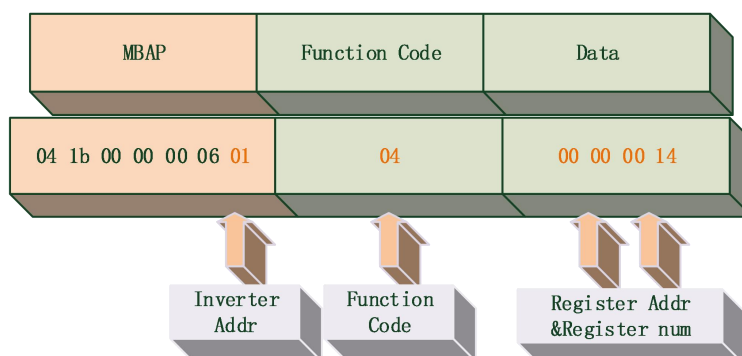 MBAP Function Code Data
04 1b 00 00 00 06 01 04 00 00 00 14
Inverter Addr
Function Code
Register Addr
&Register num